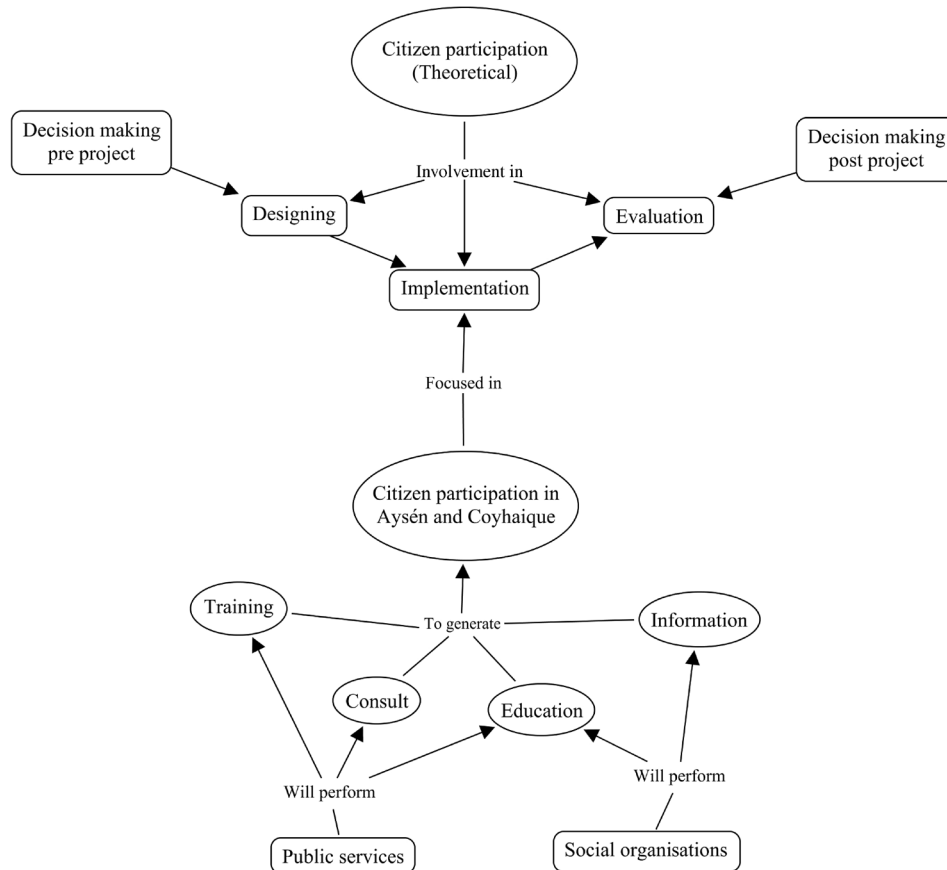 Citizen participation
(Theoretical)
Decision making
pre project
Decision making
post project
Involvement in
Designing
Evaluation
Implementation
Focused in
Citizen participation in
Aysén and Coyhaique
Training
To generate
Information
Consult
Education
Will perform
Will perform
Public services
Social organisations